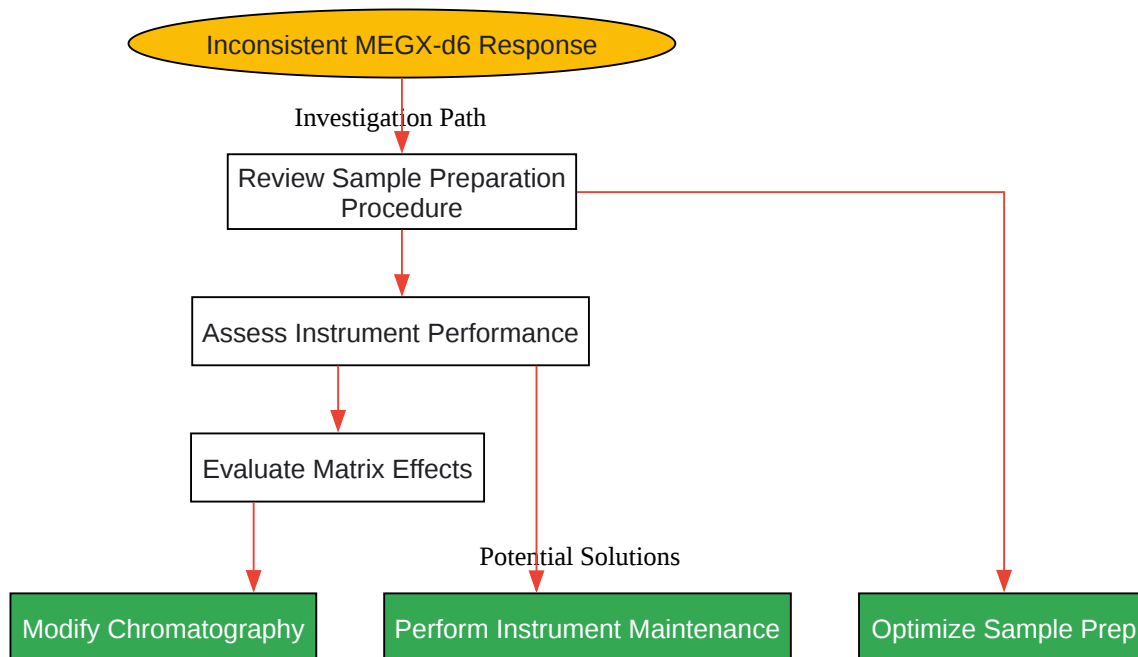 Inconsistent MEGX-d6 Response
Investigation Path
Review Sample Preparation
Procedure
Assess Instrument Performance
Evaluate Matrix Effects
Potential Solutions
Modify Chromatography
Perform Instrument Maintenance
Optimize Sample Prep